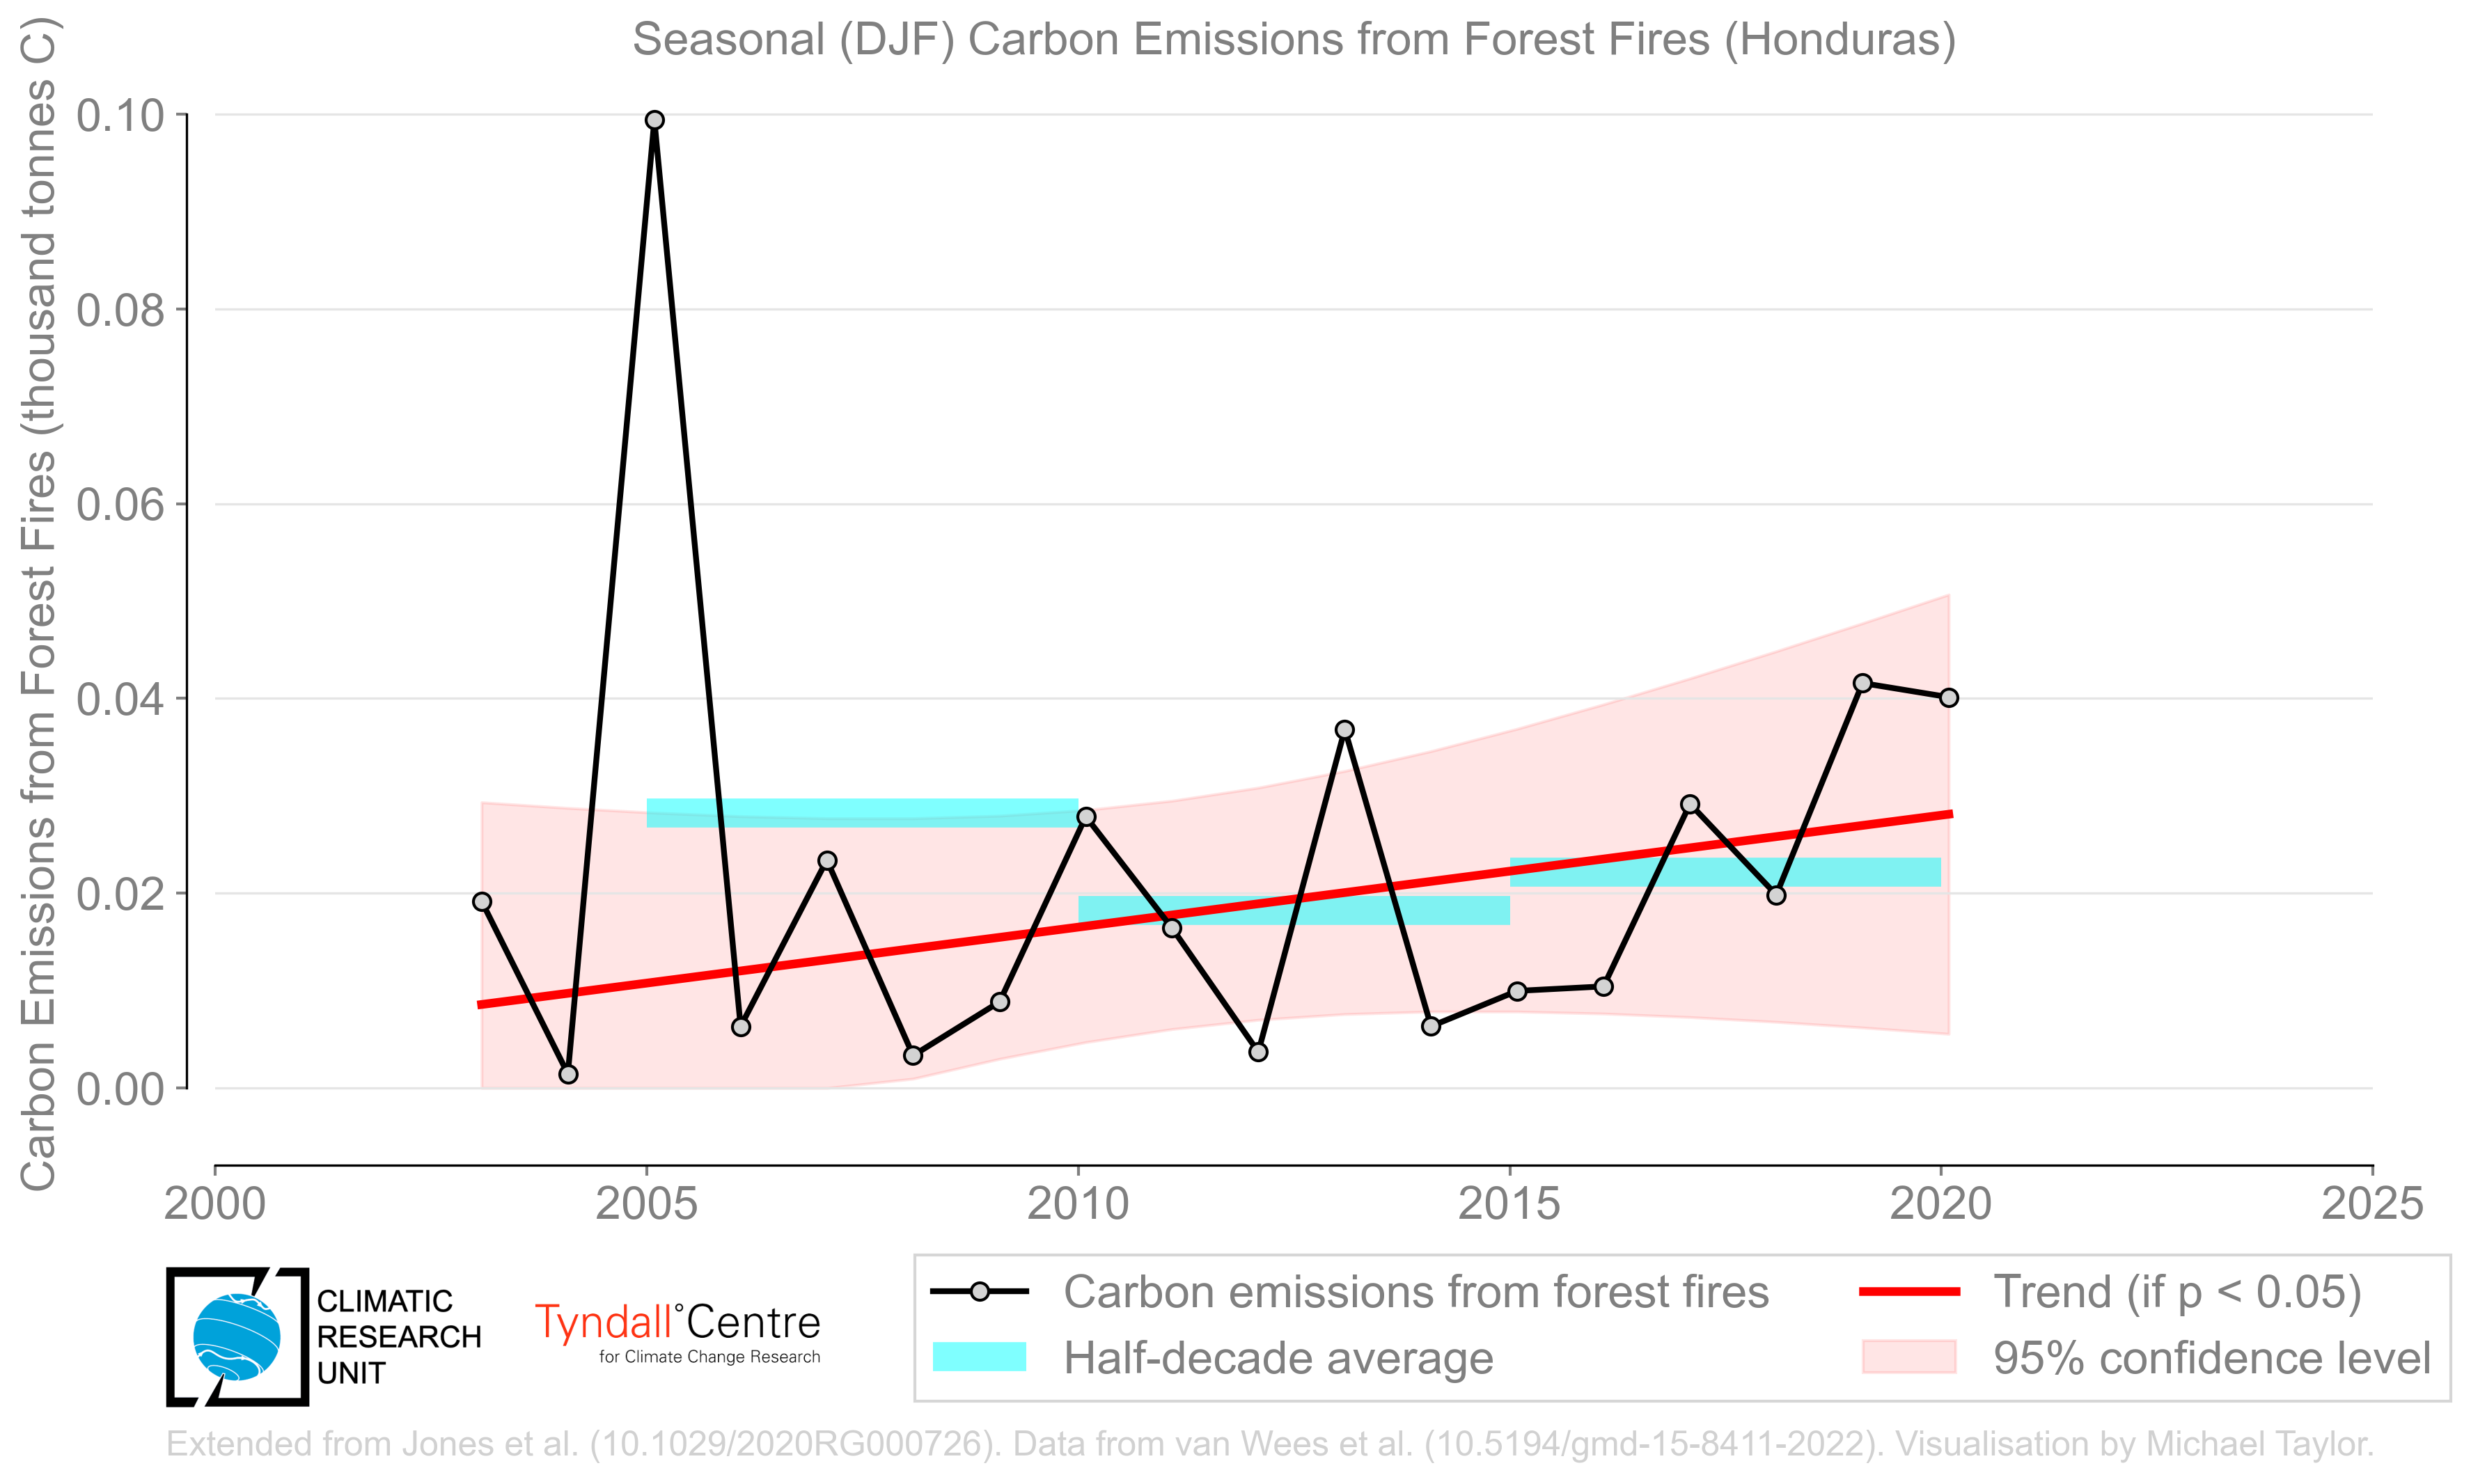 Seasonal (DJF) Carbon Emissions from Forest Fires (Honduras)
Carbon Emissions from Forest Fires (thousand tonnes C)
0.10
0.08
0.06
0.04
0.02
0.00
2000 2005 2010 2015 2020 2025
CLIMATIC
RESEARCH
UNIT
Tyndall°Centre
for Climate Change Research
Carbon emissions from forest fires
Half-decade average
Trend (if p < 0.05)
95% confidence level
Extended from Jones et al. (10.1029/2020RG000726). Data from van Wees et al. (10.5194/gmd-15-8411-2022). Visualisation by Michael Taylor.